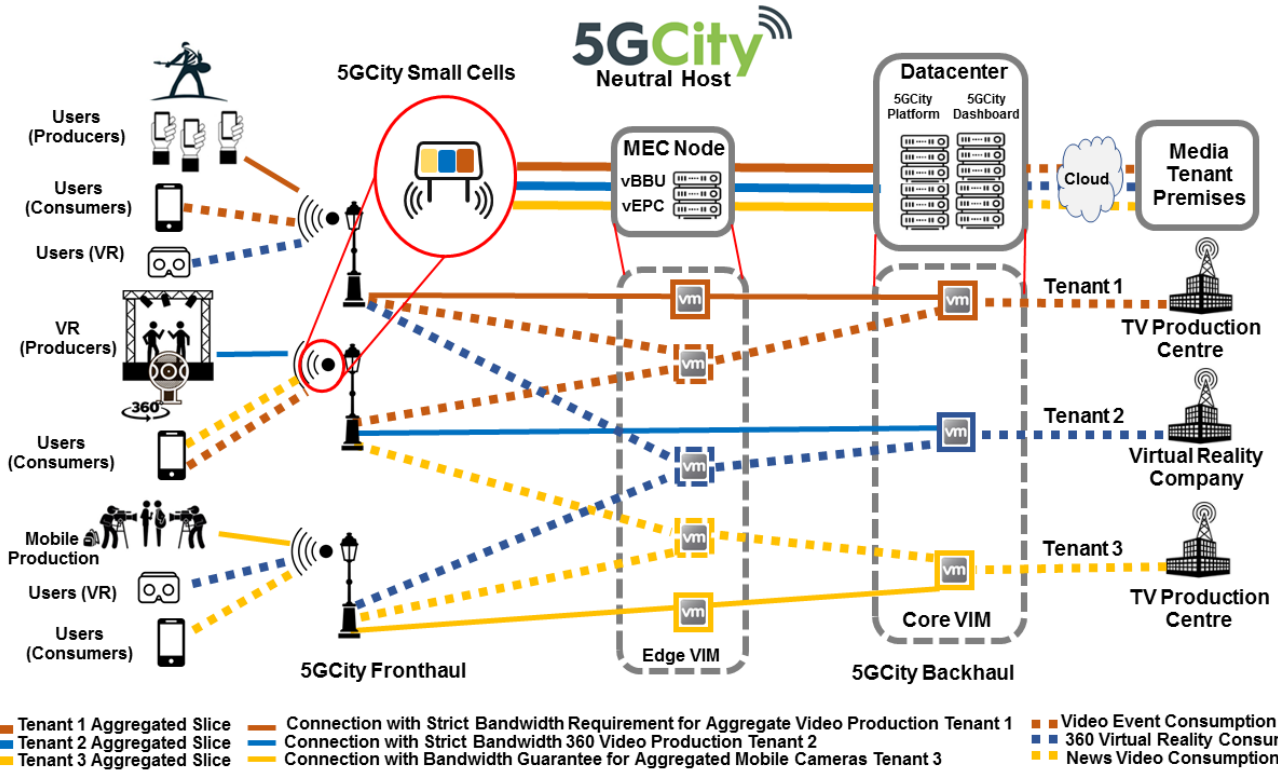 5GCity
Neutral Host
5GCity Small Cells
Datacenter
5GCity
Platform
5GCity
Dashboard
Users
(Producers)
MEC Node
vBBU
vEPC
Cloud
Media
Tenant
Premises
Users
(Consumers)
Users (VR)
vm
vm
Tenant 1
TV Production
Centre
VR
(Producers)
vm
360°
vm
Tenant 2
Virtual Reality
Company
Users
(Consumers)
vm
Mobile
Production
vm
vm
Tenant 3
TV Production
Centre
Users (VR)
vm
Core VIM
Users
(Consumers)
Edge VIM
5GCity Fronthaul
5GCity Backhaul
Tenant 1 Aggregated Slice
Connection with Strict Bandwidth Requirement for Aggregate Video Production Tenant 1
Video Event Consumption
Tenant 2 Aggregated Slice
Connection with Strict Bandwidth 360 Video Production Tenant 2
360 Virtual Reality Consum
Tenant 3 Aggregated Slice
Connection with Bandwidth Guarantee for Aggregated Mobile Cameras Tenant 3
News Video Consumption